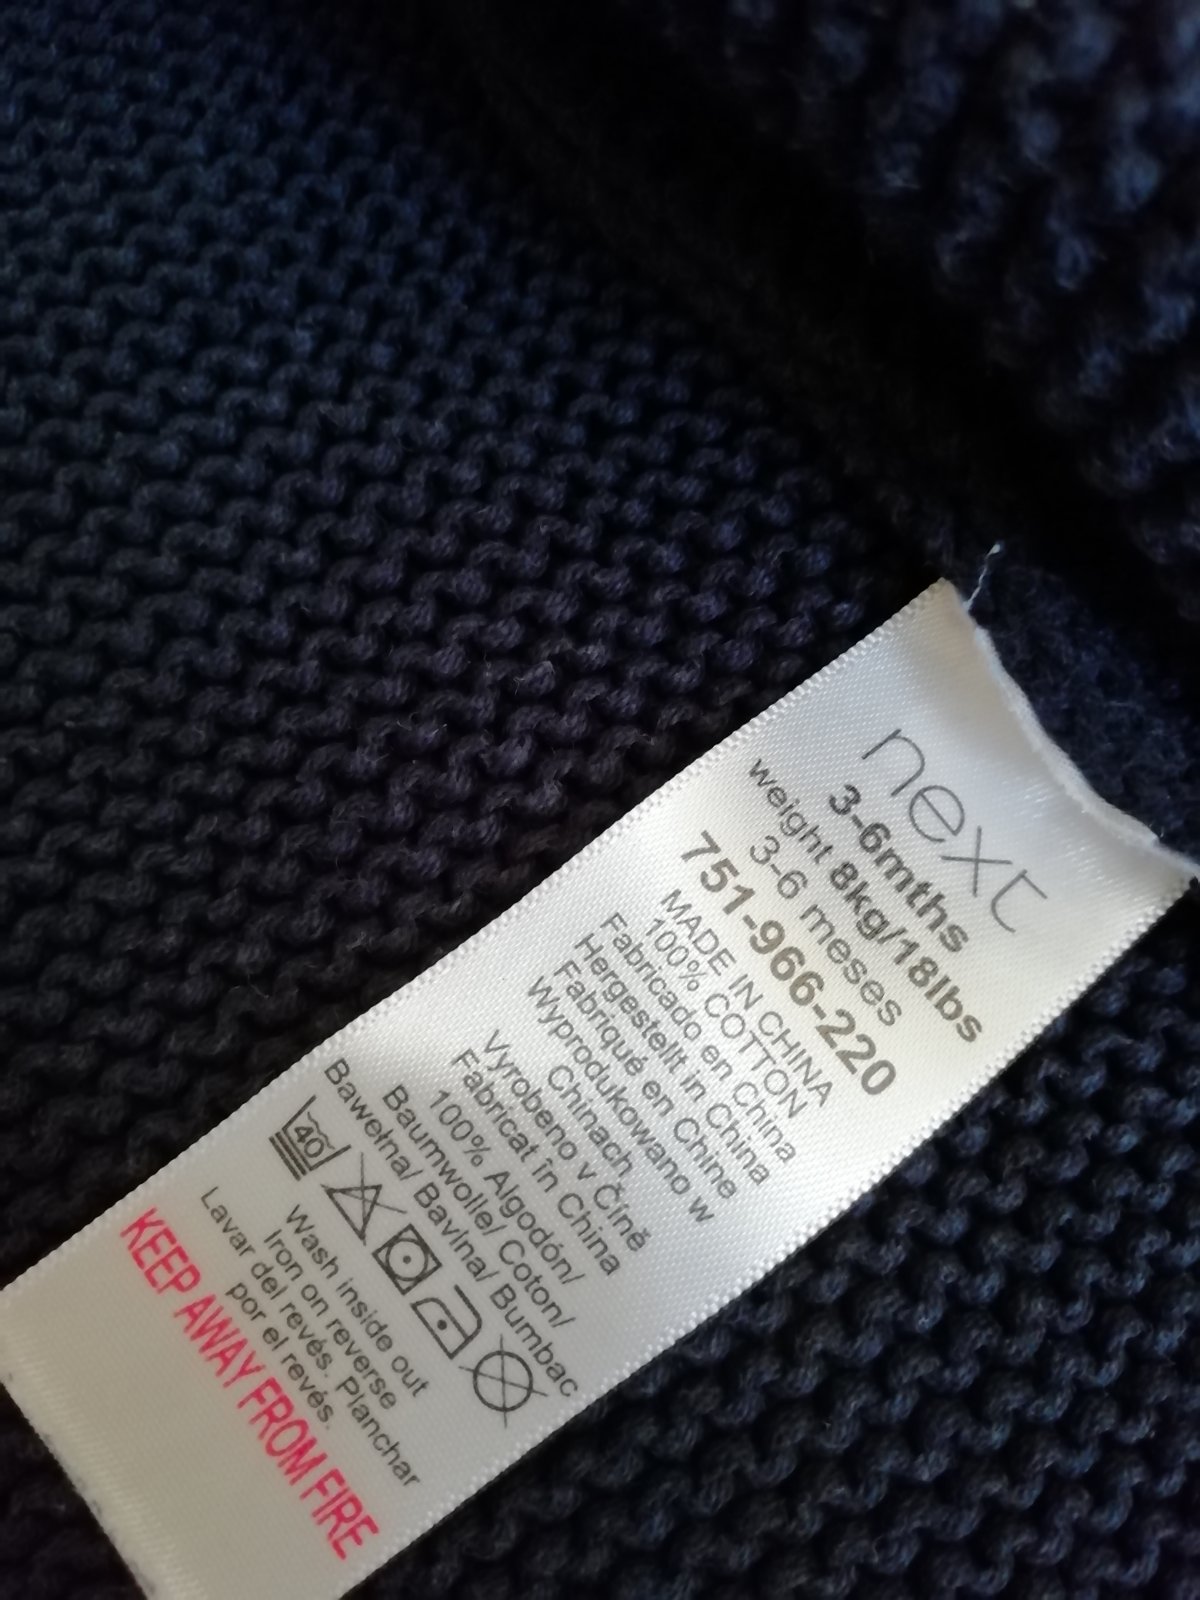 next
3-6mths
weight 8kg/18lbs
3-6 meses
751-966-220
MADE IN CHINA
100% COTTON
Fabricado en China
Hergestellt in China
Fabriqué en Chine
Wyprodukowano w
Chinach
Vyrobeno v Číně
Fabricat în China
100% Algodón/
Baumwolle/ Coton/
Bawełna/ Bavlna/ Bumbac
40
Wash inside out
Iron on reverse
Lavar del revés. Planchar
por el revés.
KEEP AWAY FROM FIRE